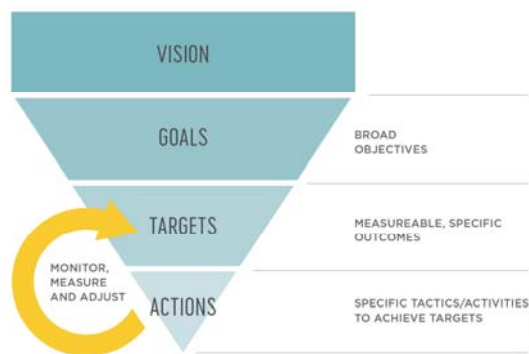 VISION
GOALS
BROAD
OBJECTIVES
TARGETS
MEASUREABLE, SPECIFIC
OUTCOMES
MONITOR,
MEASURE
AND ADJUST
ACTIONS
SPECIFIC TACTICS/ACTIVITIES
TO ACHIEVE TARGETS